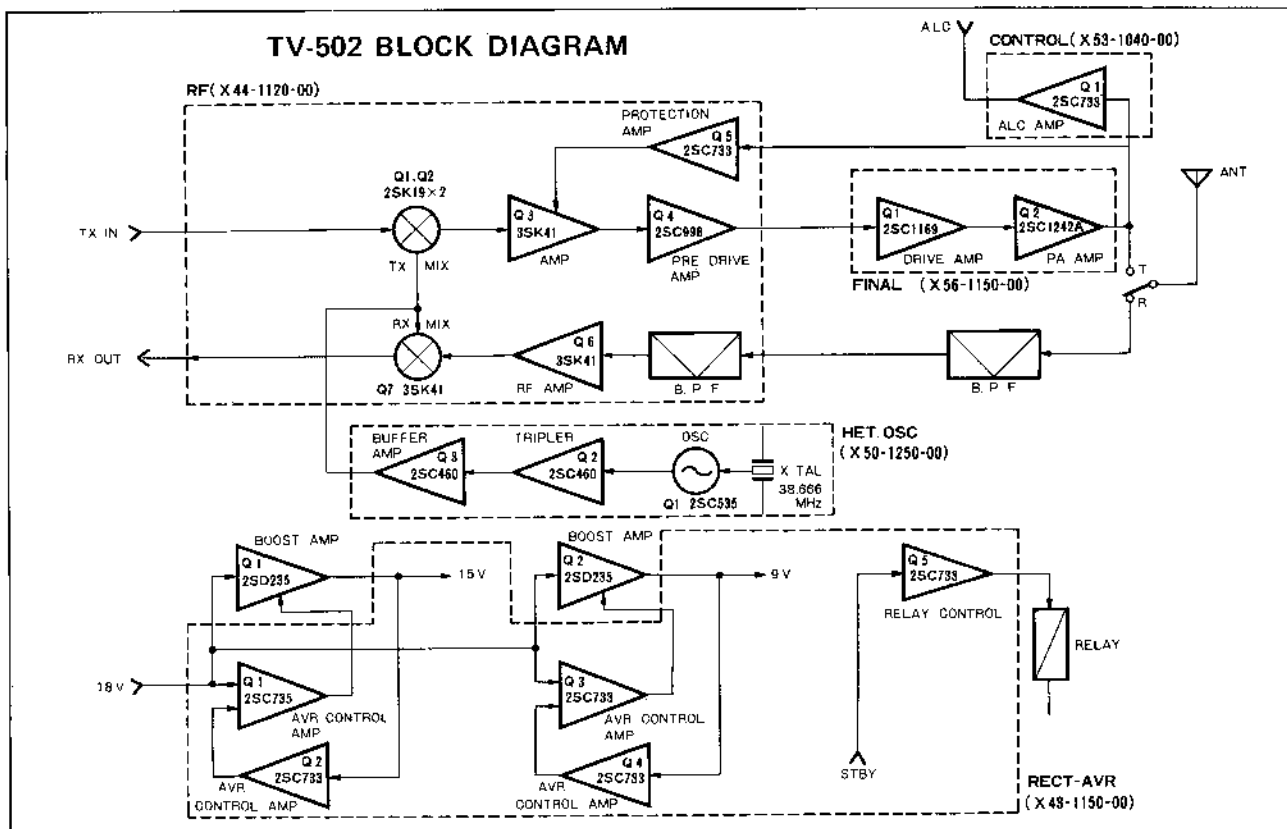 TV-502 BLOCK DIAGRAM
ALC
CONTROL (X53-1040-00)
Q1
2SC733
ALC AMP
RF (X44-1120-00)
PROTECTION
AMP
Q5
2SC733
ANT
Q1.Q2
2SK19×2
TX IN
TX MIX
Q3
3SK41
AMP
Q4
2SC998
PRE DRIVE
AMP
Q1
2SC1169
DRIVE AMP
Q2
2SC1242A
PA AMP
FINAL (X56-1150-00)
T
R
RX MIX
RX OUT
Q7 3SK41
Q6
3SK41
RF AMP
B.P.F
B.P.F
HET.OSC
(X50-1250-00)
BUFFER
AMP
Q3
2SC460
TRIPLER
Q2
2SC460
OSC
Q1 2SC535
X TAL
38.666
MHz
BOOST AMP
Q1
2SD235
15V
BOOST AMP
Q2
2SD235
9V
Q5
2SC733
RELAY CONTROL
RELAY
18V
Q1
2SC735
AVR CONTROL
AMP
Q3
2SC733
AVR CONTROL
AMP
Q2
2SC733
AVR
CONTROL AMP
Q4
2SC733
AVR
CONTROL AMP
STBY
RECT-AVR
(X43-1150-00)